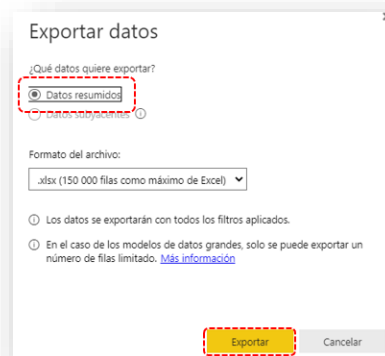 Exportar datos
¿Qué datos quiere exportar?
Datos resumidos
Datos subyacentes
Formato del archivo:
.xlsx (150 000 filas como máximo de Excel)
Los datos se exportarán con todos los filtros aplicados.
En el caso de los modelos de datos grandes, solo se puede exportar un
número de filas limitado. Más información
Exportar Cancelar